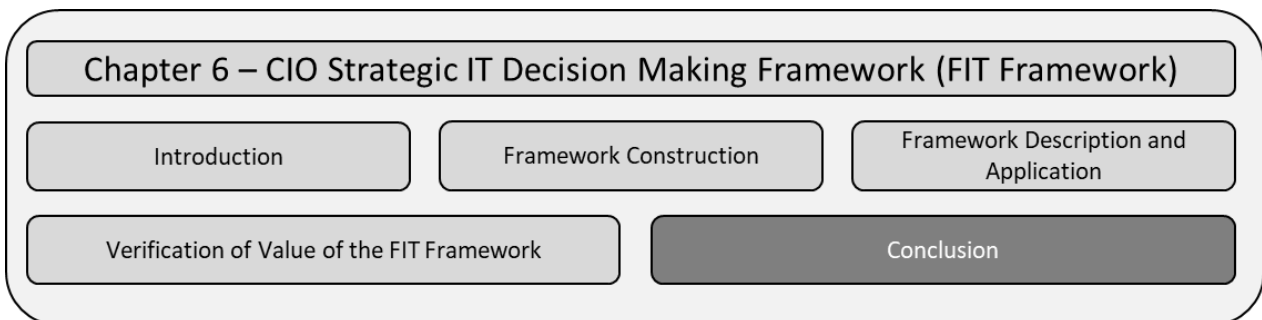 Chapter 6 – CIO Strategic IT Decision Making Framework (FIT Framework)
Introduction
Framework Construction
Framework Description and
Application
Verification of Value of the FIT Framework
Conclusion